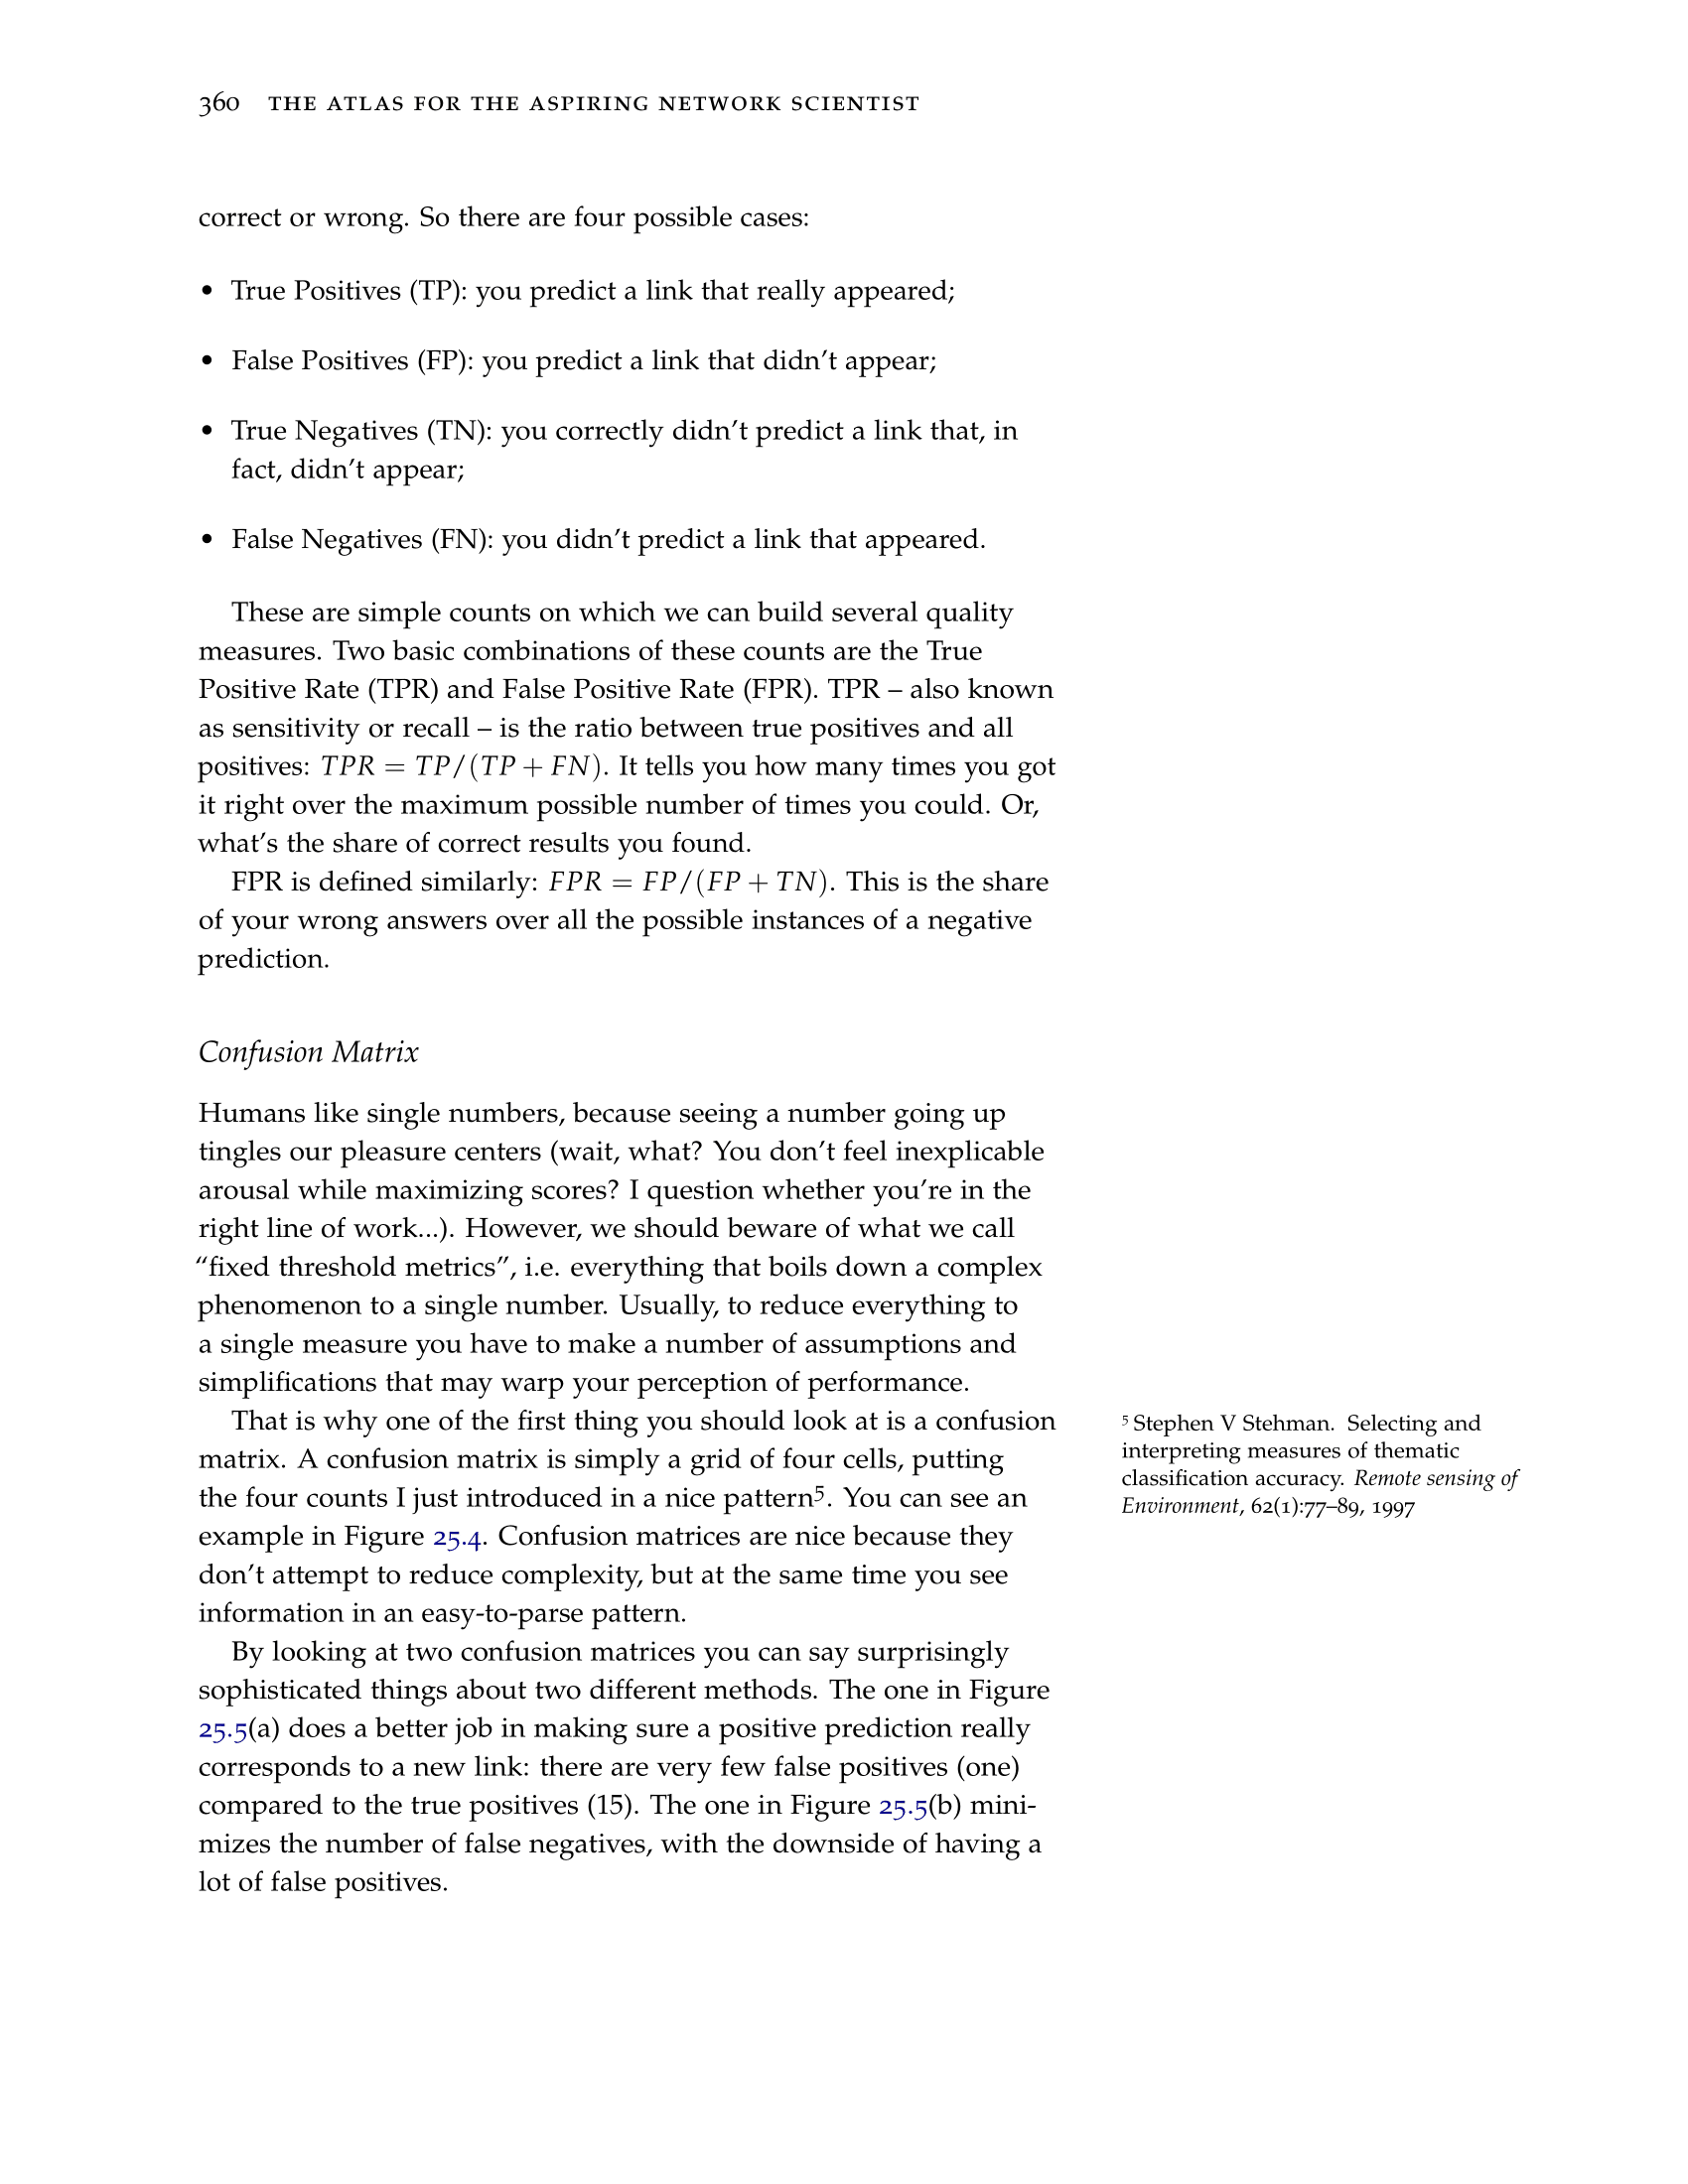 360 THE ATLAS FOR THE ASPIRING NETWORK SCIENTIST
correct or wrong. So there are four possible cases:
• True Positives (TP): you predict a link that really appeared;
• False Positives (FP): you predict a link that didn’t appear;
• True Negatives (TN): you correctly didn’t predict a link that, in
fact, didn’t appear;
• False Negatives (FN): you didn’t predict a link that appeared.
These are simple counts on which we can build several quality
measures. Two basic combinations of these counts are the True
Positive Rate (TPR) and False Positive Rate (FPR). TPR – also known
as sensitivity or recall – is the ratio between true positives and all
positives: TPR = TP/(TP + FN). It tells you how many times you got
it right over the maximum possible number of times you could. Or,
what’s the share of correct results you found.
FPR is defined similarly: FPR = FP/(FP + TN). This is the share
of your wrong answers over all the possible instances of a negative
prediction.
Confusion Matrix
Humans like single numbers, because seeing a number going up
tingles our pleasure centers (wait, what? You don’t feel inexplicable
arousal while maximizing scores? I question whether you’re in the
right line of work...). However, we should beware of what we call
“fixed threshold metrics”, i.e. everything that boils down a complex
phenomenon to a single number. Usually, to reduce everything to
a single measure you have to make a number of assumptions and
simplifications that may warp your perception of performance.
That is why one of the first thing you should look at is a confusion
matrix. A confusion matrix is simply a grid of four cells, putting
the four counts I just introduced in a nice pattern⁵. You can see an
example in Figure 25.4. Confusion matrices are nice because they
don’t attempt to reduce complexity, but at the same time you see
information in an easy-to-parse pattern.
By looking at two confusion matrices you can say surprisingly
sophisticated things about two different methods. The one in Figure
25.5(a) does a better job in making sure a positive prediction really
corresponds to a new link: there are very few false positives (one)
compared to the true positives (15). The one in Figure 25.5(b) mini-
mizes the number of false negatives, with the downside of having a
lot of false positives.
⁵ Stephen V Stehman. Selecting and
interpreting measures of thematic
classification accuracy. Remote sensing of
Environment, 62(1):77–89, 1997